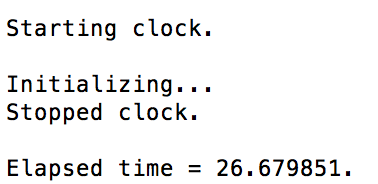 Starting clock.
Initializing...
Stopped clock.
Elapsed time = 26.679851.